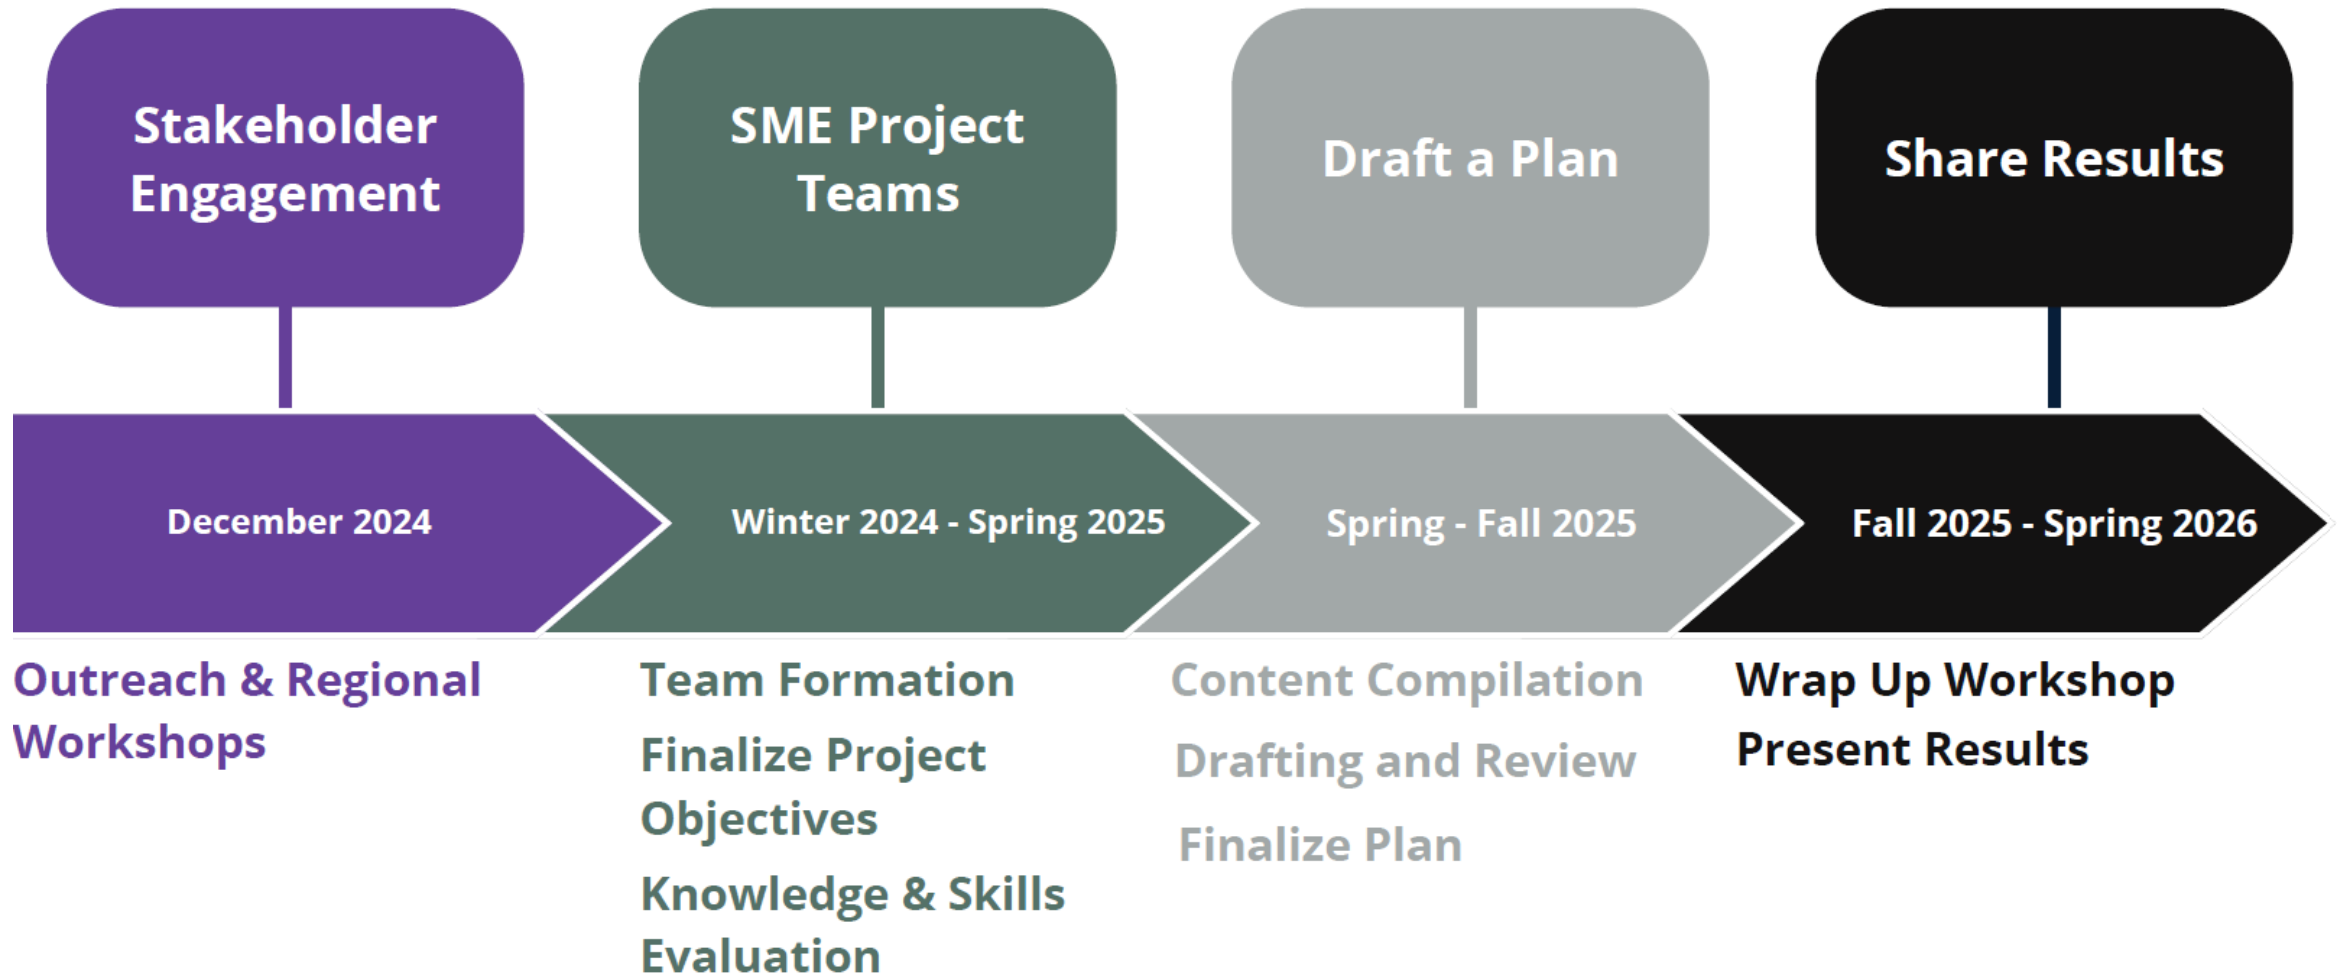 Stakeholder
Engagement
SME Project
Teams
Draft a Plan
Share Results
December 2024
Winter 2024 - Spring 2025
Spring - Fall 2025
Fall 2025 - Spring 2026
Outreach & Regional
Workshops
Team Formation
Finalize Project
Objectives
Knowledge & Skills
Evaluation
Content Compilation
Drafting and Review
Finalize Plan
Wrap Up Workshop
Present Results